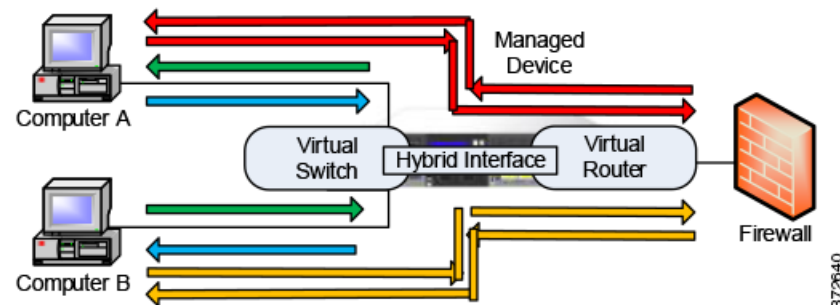 Managed
Device
Computer A
Virtual
Switch
Hybrid Interface
Virtual
Router
Firewall
Computer B